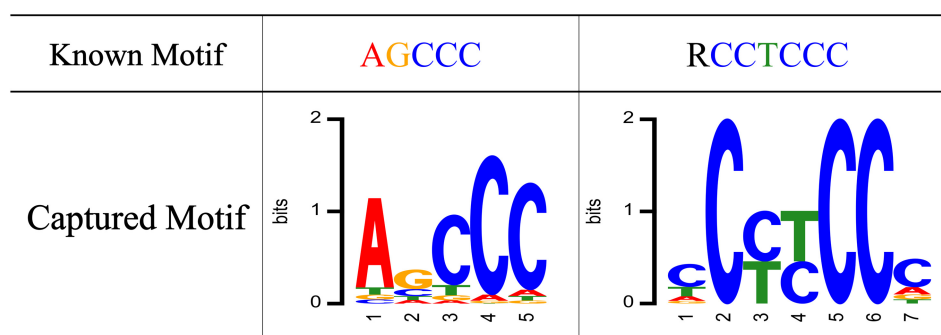 Known Motif AGCCC RCCTCCC
Captured Motif
2
bits
1
0
A T G C
G C T A
C T G A
C A
C A T G
1 2 3 4 5
2
bits
1
0
C T A
C
C T
T C
C
C
C A G T
1 2 3 4 5 6 7